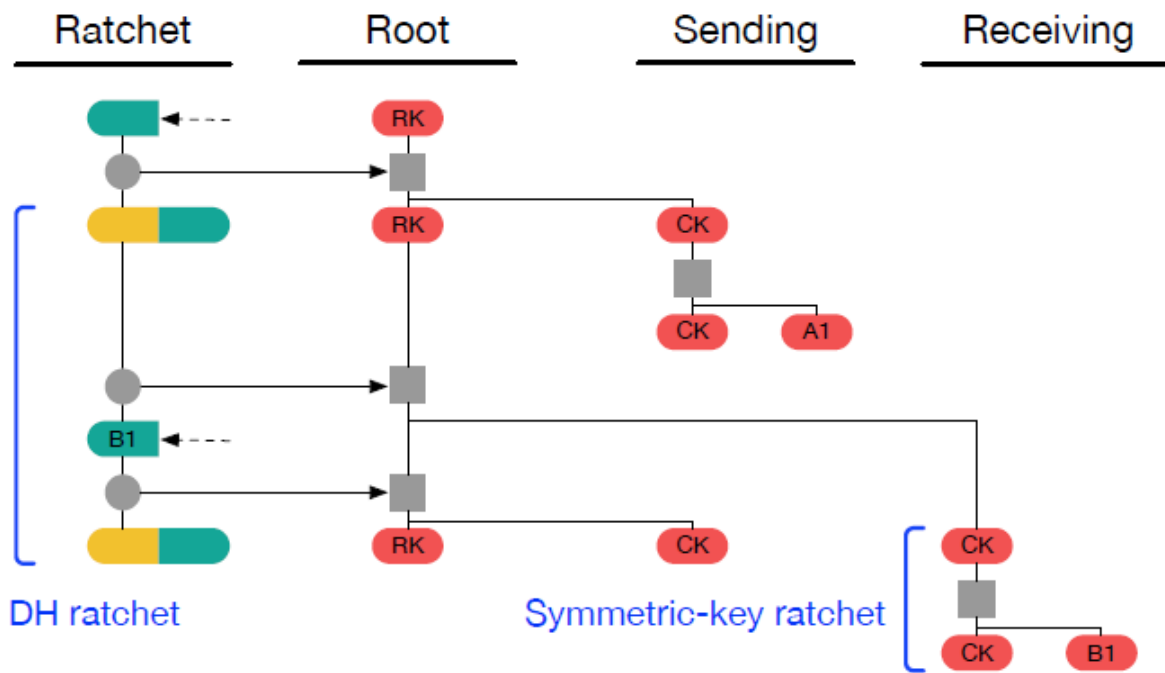 Ratchet Root Sending Receiving
RK
RK CK
CK A1
B1
RK CK CK
DH ratchet Symmetric-key ratchet
CK B1